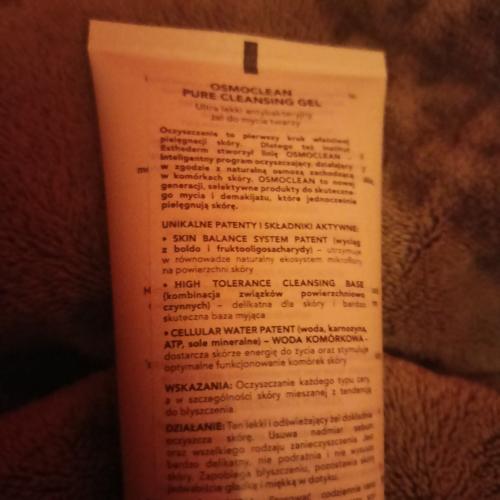 OSMOCLEAN
PURE CLEANSING GEL
Ultra lekki antybakteryjny
żel do mycia twarzy
Oczyszczanie to pierwszy krok właściwej
pielęgnacji skóry. Dlatego też Institut
Esthederm stworzył linię OSMOCLEAN –
inteligentny program oczyszczający, działający
w zgodzie z naturalną osmozą zachodzącą
w komórkach skóry. OSMOCLEAN to nowej
generacji, selektywne produkty do skuteczne-
go mycia i demakijażu, które jednocześnie
pielęgnują skórę.
UNIKALNE PATENTY I SKŁADNIKI AKTYWNE:
• SKIN BALANCE SYSTEM PATENT (wyciąg
z boldo i fruktooligosacharydy) – utrzymuje
w równowadze naturalny ekosystem mikroflory
na powierzchni skóry
• HIGH TOLERANCE CLEANSING BASE
(kombinacja związków powierzchniowo
czynnych) – delikatna dla skóry i bardzo
skuteczna baza myjąca
• CELLULAR WATER PATENT (woda, karnozyna,
ATP, sole mineralne) – WODA KOMÓRKOWA -
dostarcza skórze energię do życia oraz stymuluje
optymalne funkcjonowanie komórek skóry
WSKAZANIA: Oczyszczanie każdego typu cery,
a w szczególności skóry mieszanej z tendencją
do błyszczenia.
DZIAŁANIE: Ten lekki i odświeżający żel dokładnie
oczyszcza skórę. Usuwa nadmiar sebum
oraz wszelkiego rodzaju zanieczyszczenia. Jest
bardzo delikatny, nie podrażnia i nie wysusza
skóry. Zapobiega błyszczeniu, pozostawia skórę
jedwabiście gładką i miękką w dotyku.